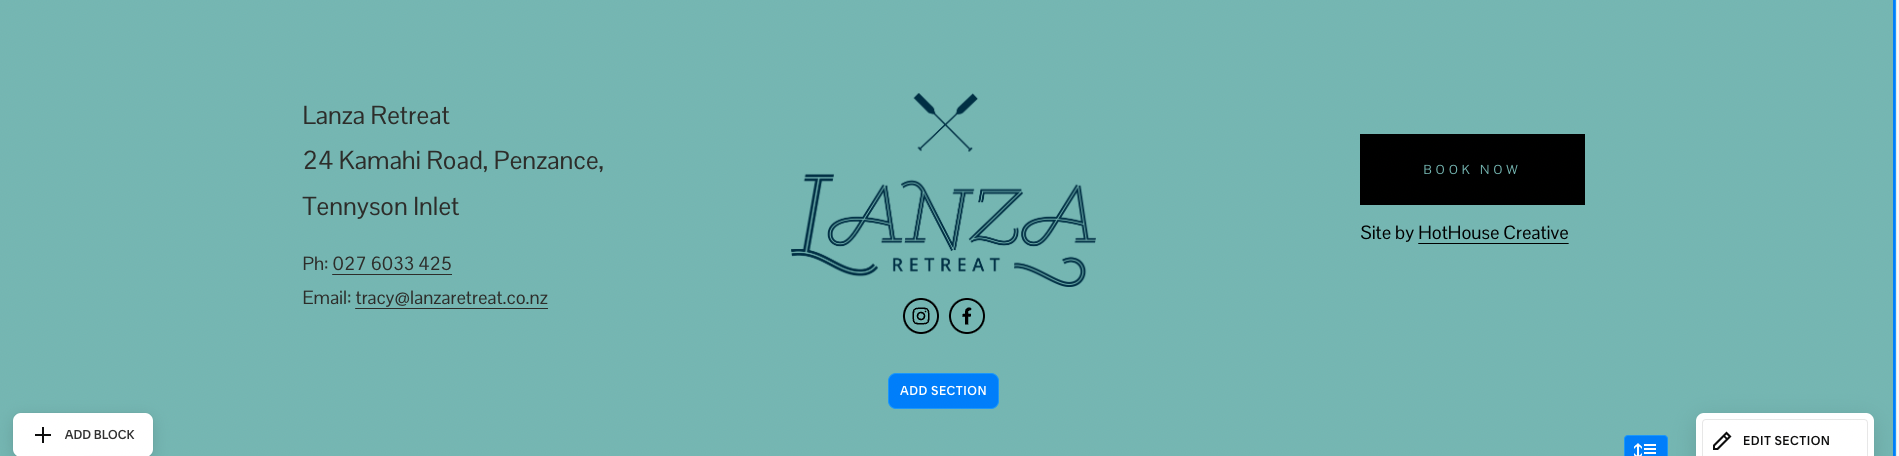 Lanza Retreat
24 Kamahi Road, Penzance,
Tennyson Inlet
Ph: 027 6033 425
Email: tracy@lanzaretreat.co.nz
LANZA
RETREAT
BOOK NOW
Site by HotHouse Creative
ADD SECTION
ADD BLOCK
EDIT SECTION